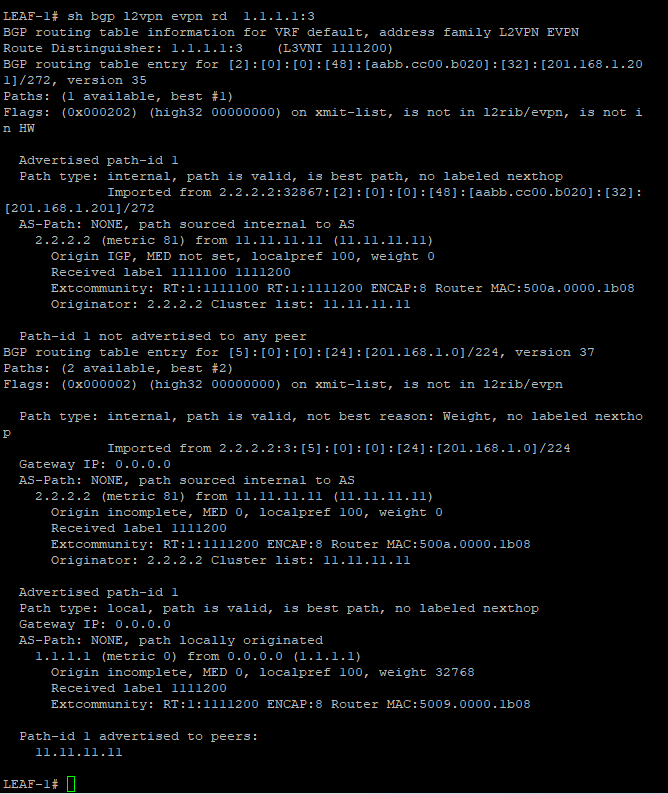 LEAF-1# sh bgp l2vpn evpn rd  1.1.1.1:3
BGP routing table information for VRF default, address family L2VPN EVPN
Route Distinguisher: 1.1.1.1:3    (L3VNI 1111200)
BGP routing table entry for [2]:[0]:[0]:[48]:[aabb.cc00.b020]:[32]:[201.168.1.20
1]/272, version 35
Paths: (1 available, best #1)
Flags: (0x000202) (high32 00000000) on xmit-list, is not in l2rib/evpn, is not i
n HW
  Advertised path-id 1
  Path type: internal, path is valid, is best path, no labeled nexthop
             Imported from 2.2.2.2:32867:[2]:[0]:[0]:[48]:[aabb.cc00.b020]:[32]:
[201.168.1.201]/272
  AS-Path: NONE, path sourced internal to AS
    2.2.2.2 (metric 81) from 11.11.11.11 (11.11.11.11)
      Origin IGP, MED not set, localpref 100, weight 0
      Received label 1111100 1111200
      Extcommunity: RT:1:1111100 RT:1:1111200 ENCAP:8 Router MAC:500a.0000.1b08
      Originator: 2.2.2.2 Cluster list: 11.11.11.11
  Path-id 1 not advertised to any peer
BGP routing table entry for [5]:[0]:[0]:[24]:[201.168.1.0]/224, version 37
Paths: (2 available, best #2)
Flags: (0x000002) (high32 00000000) on xmit-list, is not in l2rib/evpn
  Path type: internal, path is valid, not best reason: Weight, no labeled nextho
p
             Imported from 2.2.2.2:3:[5]:[0]:[0]:[24]:[201.168.1.0]/224
  Gateway IP: 0.0.0.0
  AS-Path: NONE, path sourced internal to AS
    2.2.2.2 (metric 81) from 11.11.11.11 (11.11.11.11)
      Origin incomplete, MED 0, localpref 100, weight 0
      Received label 1111200
      Extcommunity: RT:1:1111200 ENCAP:8 Router MAC:500a.0000.1b08
      Originator: 2.2.2.2 Cluster list: 11.11.11.11
  Advertised path-id 1
  Path type: local, path is valid, is best path, no labeled nexthop
  Gateway IP: 0.0.0.0
  AS-Path: NONE, path locally originated
    1.1.1.1 (metric 0) from 0.0.0.0 (1.1.1.1)
      Origin incomplete, MED 0, localpref 100, weight 32768
      Received label 1111200
      Extcommunity: RT:1:1111200 ENCAP:8 Router MAC:5009.0000.1b08
  Path-id 1 advertised to peers:
    11.11.11.11
LEAF-1#